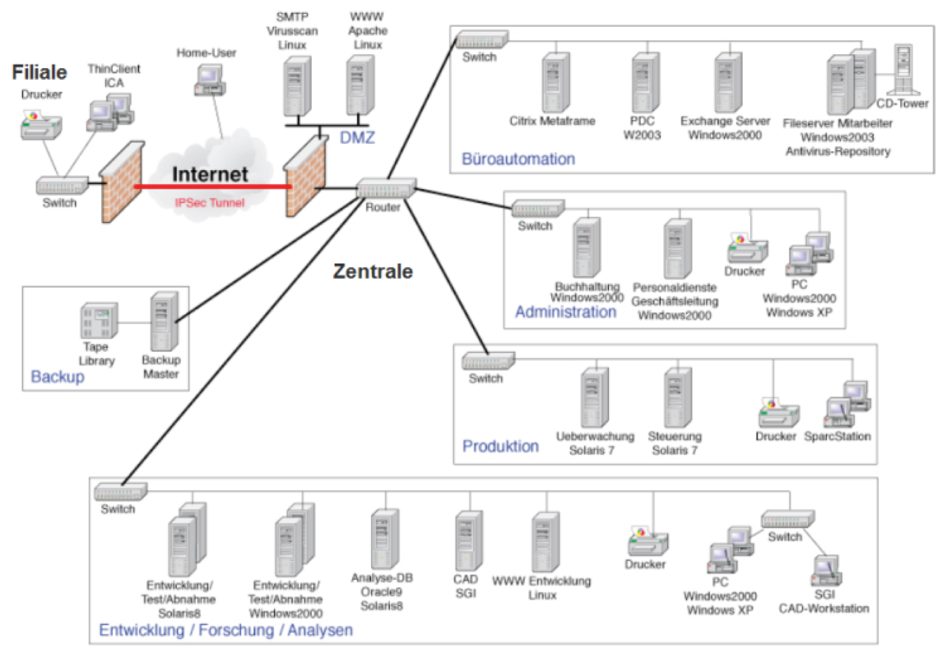 SMTP
Virusscan
Linux
WWW
Apache
Linux
Home-User
Filiale
ThinClient
ICA
Drucker
Switch
Internet
IPSec Tunnel
DMZ
Router
Zentrale
Switch
Citrix Metaframe
PDC
W2003
Exchange Server
Windows2000
Fileserver Mitarbeiter
Windows2003
Antivirus-Repository
CD-Tower
Büroautomation
Switch
Buchhaltung
Windows2000
Personaldienste
Geschäftsleitung
Windows2000
Drucker
PC
Windows2000
Windows XP
Administration
Tape
Library
Backup
Master
Backup
Switch
Ueberwachung
Solaris 7
Steuerung
Solaris 7
Drucker
SparcStation
Produktion
Switch
Entwicklung/
Test/Abnahme
Solaris8
Entwicklung/
Test/Abnahme
Windows2000
Analyse-DB
Oracle9
Solaris8
CAD
SGI
WWW Entwicklung
Linux
Drucker
PC
Windows2000
Windows XP
Switch
SGI
CAD-Workstation
Entwicklung / Forschung / Analysen